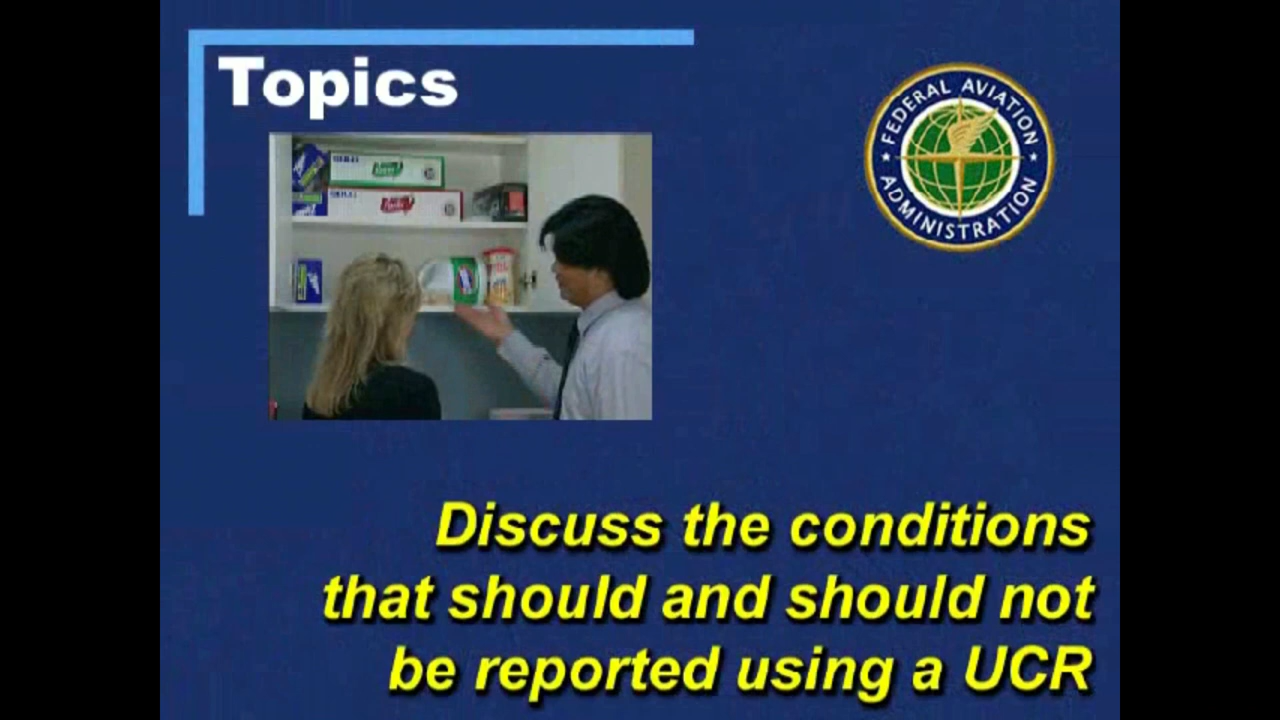 Topics
FEDERAL AVIATION
ADMINISTRATION
Discuss the conditions
that should and should not
be reported using a UCR